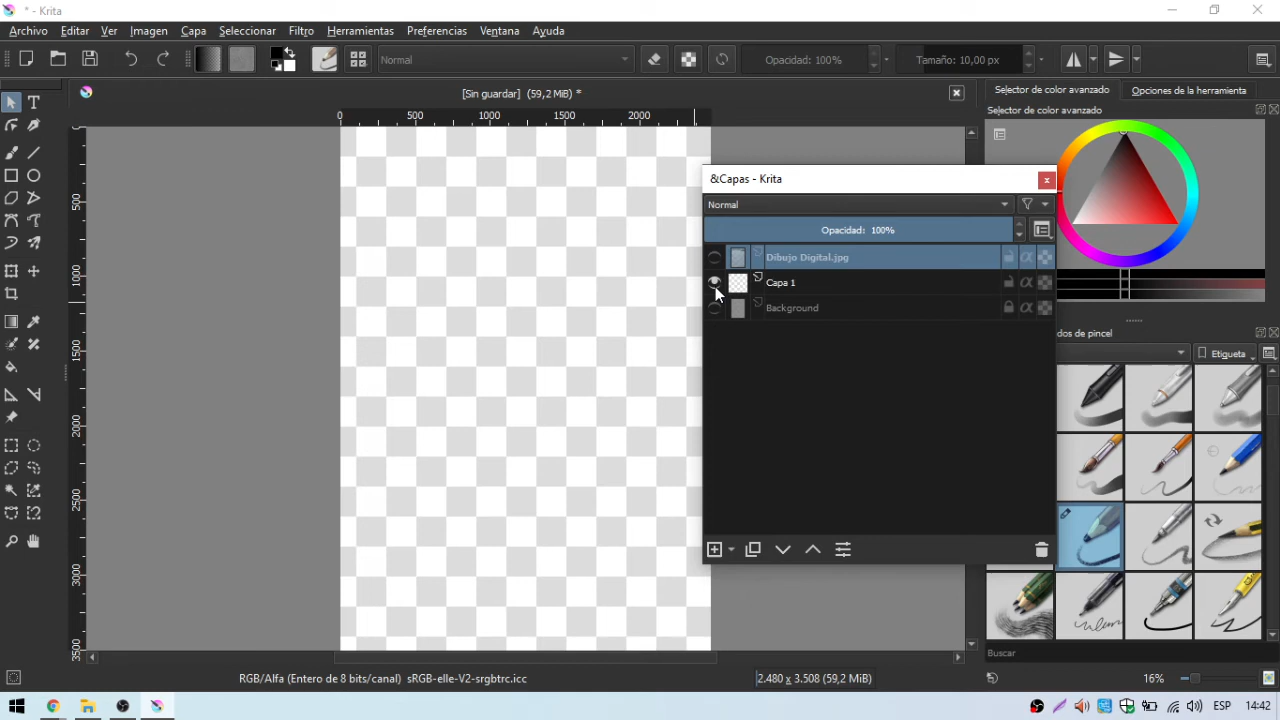 * - Krita
Archivo Editar Ver Imagen Capa Seleccionar Filtro Herramientas Preferencias Ventana Ayuda
Normal Opacidad: 100% Tamaño: 10,00 px
[Sin guardar] (59,2 MiB) *
Selector de color avanzado Opciones de la herramienta
Selector de color avanzado
0 500 1000 1500 2000
500
1000
1500
2000
2500
3000
3500
&Capas - Krita
Normal
Opacidad: 100%
Dibujo Digital.jpg
Capa 1
Background
dos de pincel
Etiqueta
Buscar
RGB/Alfa (Entero de 8 bits/canal) sRGB-elle-V2-srgbtrc.icc
2.480 x 3.508 (59,2 MiB)
16%
ESP 14:42